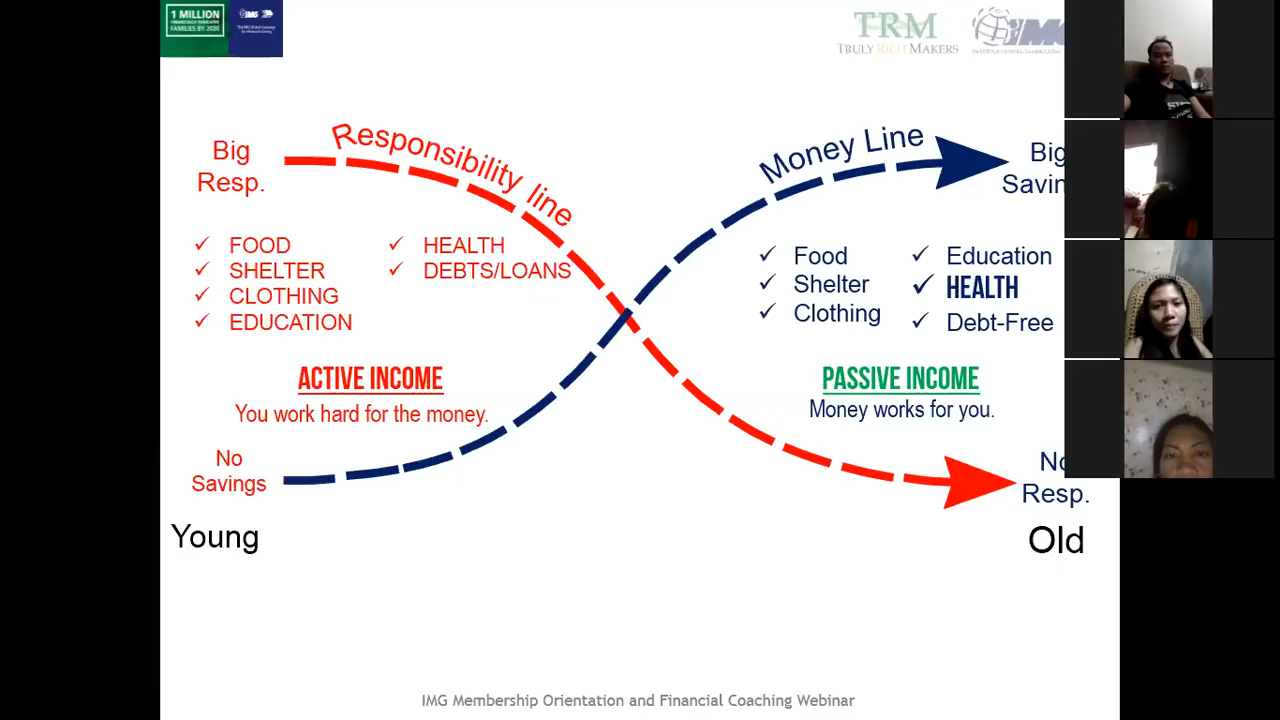 1 MILLION
FAMILIES BY 2020
IMG
TRM
TRULY RICH MAKERS
IMG
Responsibility line
Money Line
Big
Resp.
Big
Savin
FOOD
SHELTER
CLOTHING
EDUCATION
HEALTH
DEBTS/LOANS
Food
Shelter
Clothing
Education
HEALTH
Debt-Free
ACTIVE INCOME
You work hard for the money.
PASSIVE INCOME
Money works for you.
No
Savings
No
Resp.
Young
Old
IMG Membership Orientation and Financial Coaching Webinar